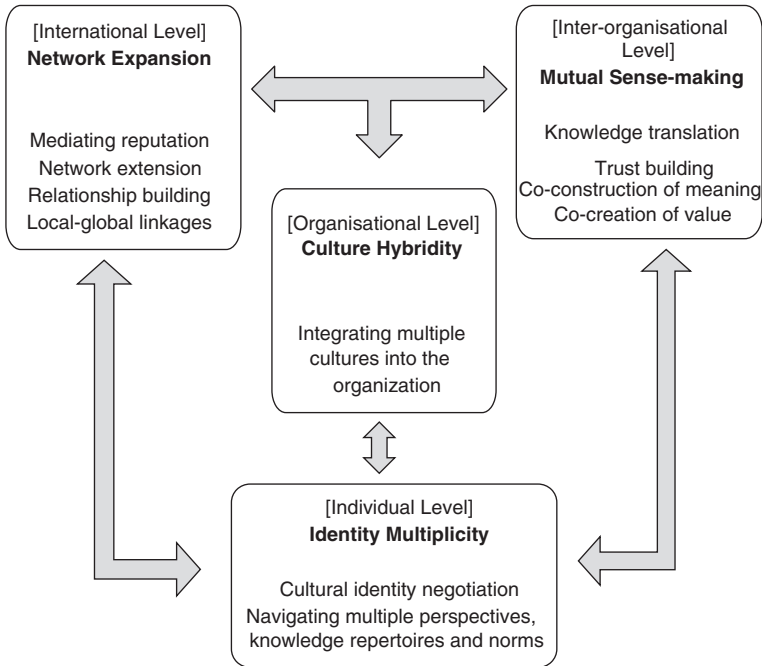 [International Level]
Network Expansion
Mediating reputation
Network extension
Relationship building
Local-global linkages
[Inter-organisational
Level]
Mutual Sense-making
Knowledge translation
Trust building
Co-construction of meaning
Co-creation of value
[Organisational Level]
Culture Hybridity
Integrating multiple
cultures into the
organization
[Individual Level]
Identity Multiplicity
Cultural identity negotiation
Navigating multiple perspectives,
knowledge repertoires and norms